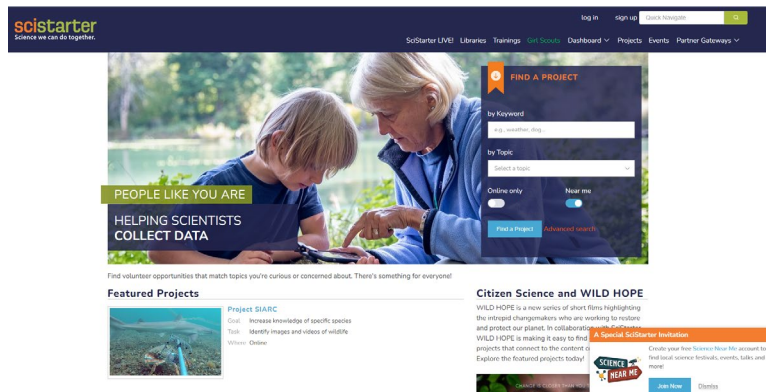 scistarter
Science we can do together.
log in sign up Quick Navigate
SciStarter LIVE! Libraries Trainings Girl Scouts Dashboard Projects Events Partner Gateways
FIND A PROJECT
by Keyword
e.g., weather, dog...
by Topic
Select a topic
Online only Near me
Find a Project Advanced search
PEOPLE LIKE YOU ARE
HELPING SCIENTISTS
COLLECT DATA
Find volunteer opportunities that match topics you're curious or concerned about. There's something for everyone!
Featured Projects
Project SIARC
Goal Increase knowledge of specific species
Task Identify images and videos of wildlife
Where Online
Citizen Science and WILD HOPE
WILD HOPE is a new series of short films highlighting
the intrepid changemakers who are working to restore
and protect our planet. In collaboration with SciStarter
WILD HOPE is making it easy to find
projects that connect to the content o
Explore the featured projects today!
CHANGE IS CLOSER THAN YOU
A Special SciStarter Invitation
SCIENCE
NEAR ME
Create your free Science Near Me account to
find local science festivals, events, talks and
more!
Join Now Dismiss